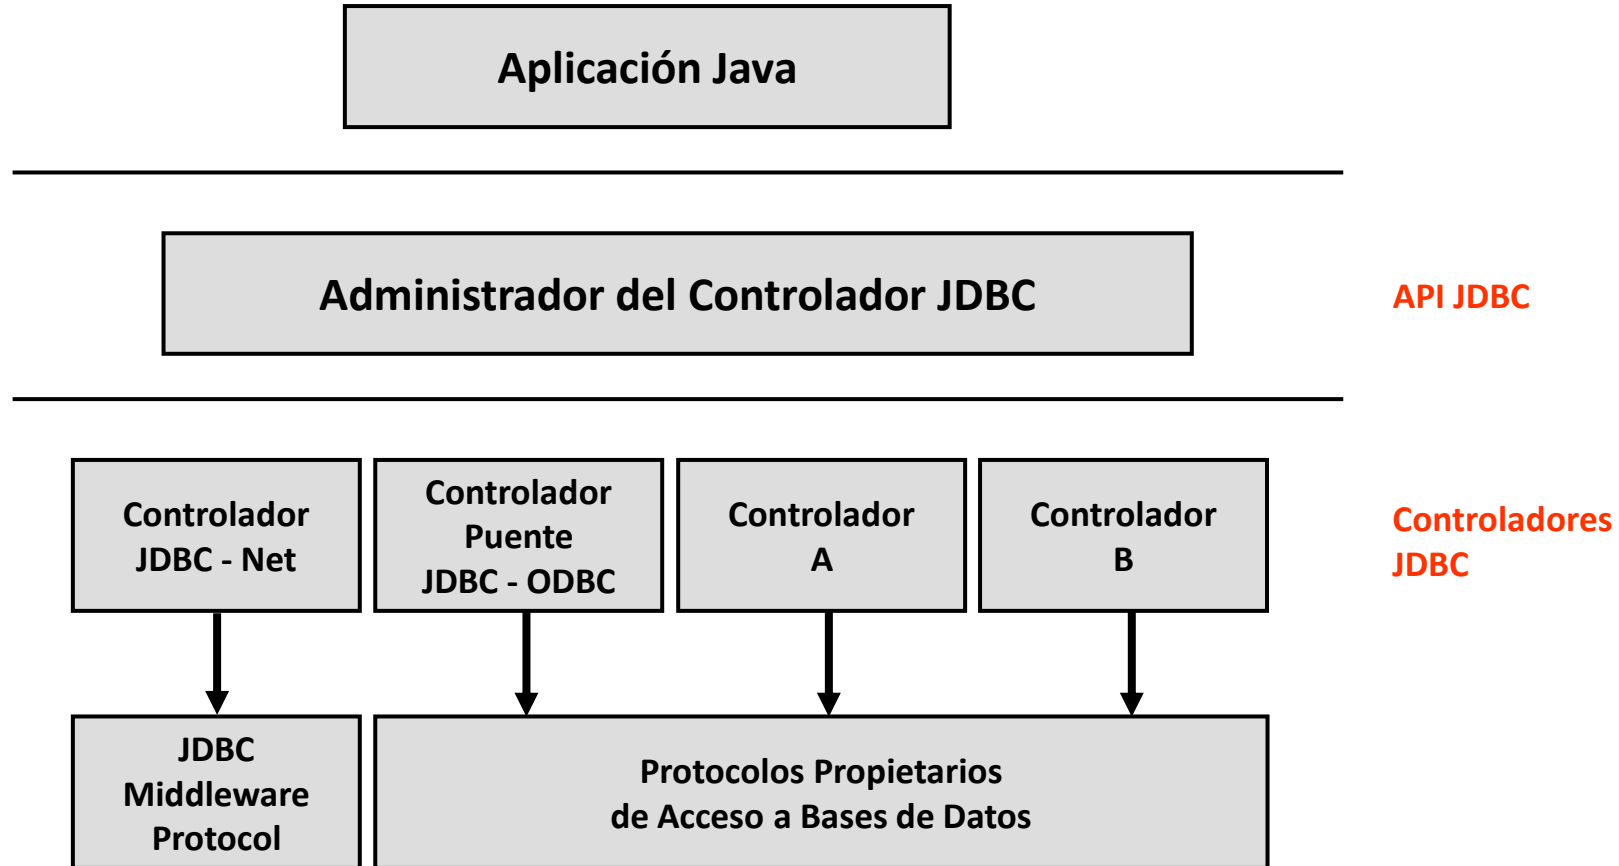 Aplicación Java
Administrador del Controlador JDBC
API JDBC
Controlador
JDBC - Net
Controlador
Puente
JDBC - ODBC
Controlador
A
Controlador
B
Controladores
JDBC
JDBC
Middleware
Protocol
Protocolos Propietarios
de Acceso a Bases de Datos